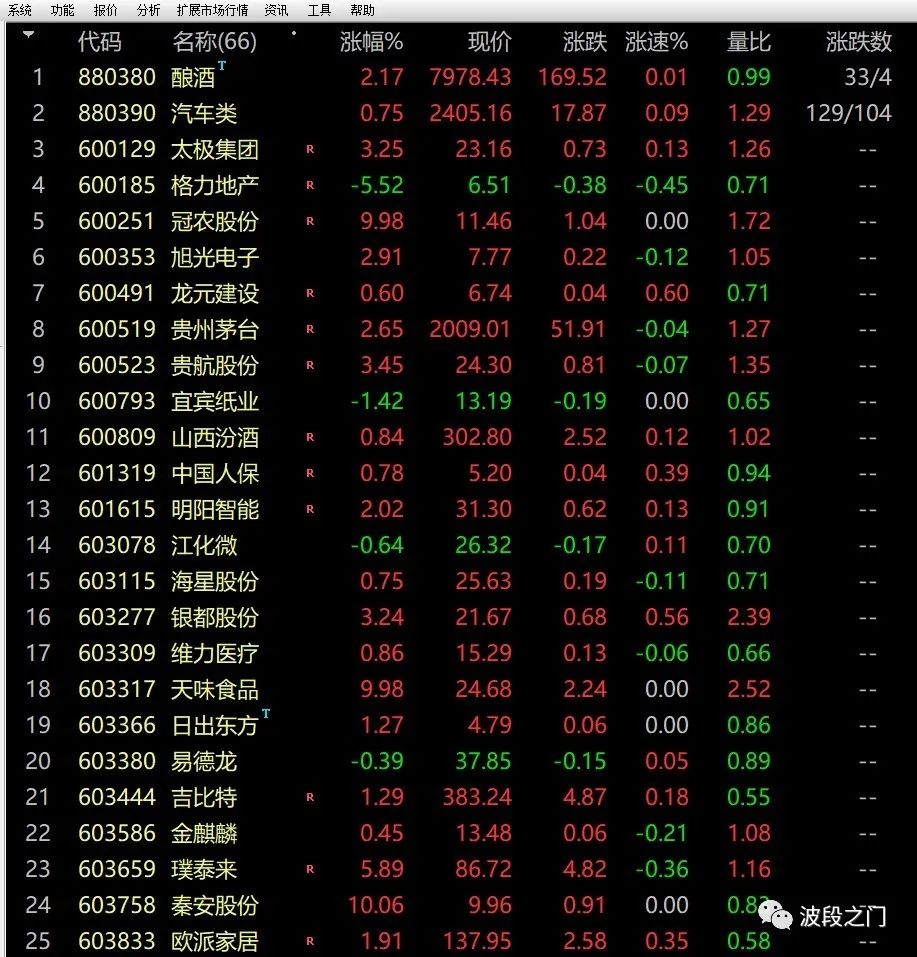 系统 功能 报价 分析 扩展市场行情 资讯 工具 帮助
代码 名称(66) 涨幅% 现价 涨跌 涨速% 量比 涨跌数
1 880380 酿酒 T 2.17 7978.43 169.52 0.01 0.99 33/4
2 880390 汽车类 0.75 2405.16 17.87 0.09 1.29 129/104
3 600129 太极集团 R 3.25 23.16 0.73 0.13 1.26 --
4 600185 格力地产 R -5.52 6.51 -0.38 -0.45 0.71 --
5 600251 冠农股份 R 9.98 11.46 1.04 0.00 1.72 --
6 600353 旭光电子 2.91 7.77 0.22 -0.12 1.05 --
7 600491 龙元建设 R 0.60 6.74 0.04 0.60 0.71 --
8 600519 贵州茅台 R 2.65 2009.01 51.91 -0.04 1.27 --
9 600523 贵航股份 R 3.45 24.30 0.81 -0.07 1.35 --
10 600793 宜宾纸业 -1.42 13.19 -0.19 0.00 0.65 --
11 600809 山西汾酒 R 0.84 302.80 2.52 0.12 1.02 --
12 601319 中国人保 R 0.78 5.20 0.04 0.39 0.94 --
13 601615 明阳智能 R 2.02 31.30 0.62 0.13 0.91 --
14 603078 江化微 -0.64 26.32 -0.17 0.11 0.70 --
15 603115 海星股份 0.75 25.63 0.19 -0.11 0.71 --
16 603277 银都股份 3.24 21.67 0.68 0.56 2.39 --
17 603309 维力医疗 0.86 15.29 0.13 -0.06 0.66 --
18 603317 天味食品 9.98 24.68 2.24 0.00 2.52 --
19 603366 日出东方 T 1.27 4.79 0.06 0.00 0.86 --
20 603380 易德龙 -0.39 37.85 -0.15 0.05 0.89 --
21 603444 吉比特 R 1.29 383.24 4.87 0.18 0.55 --
22 603586 金麒麟 0.45 13.48 0.06 -0.21 1.08 --
23 603659 璞泰来 R 5.89 86.72 4.82 -0.36 1.16 --
24 603758 秦安股份 10.06 9.96 0.91 0.00 --
波段之门
25 603833 欧派家居 R 1.91 137.95 2.58 0.35 0.58 --